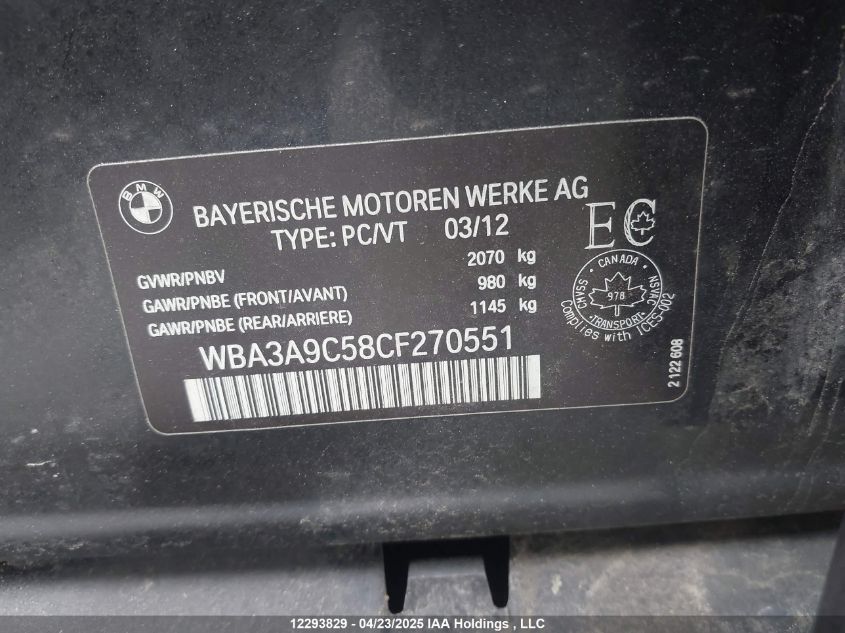 BMW
BAYERISCHE MOTOREN WERKE AG
TYPE: PC/VT 03/12
GVWR/PNBV 2070 kg
GAWR/PNBE (FRONT/AVANT) 980 kg
GAWR/PNBE (REAR/ARRIERE) 1145 kg
WBA3A9C58CF270551
EC
CANADA
CMVSS 978 NSVAC
TRANSPORT
Complies with ICES-002
2 122 608
12293829 - 04/23/2025 IAA Holdings , LLC